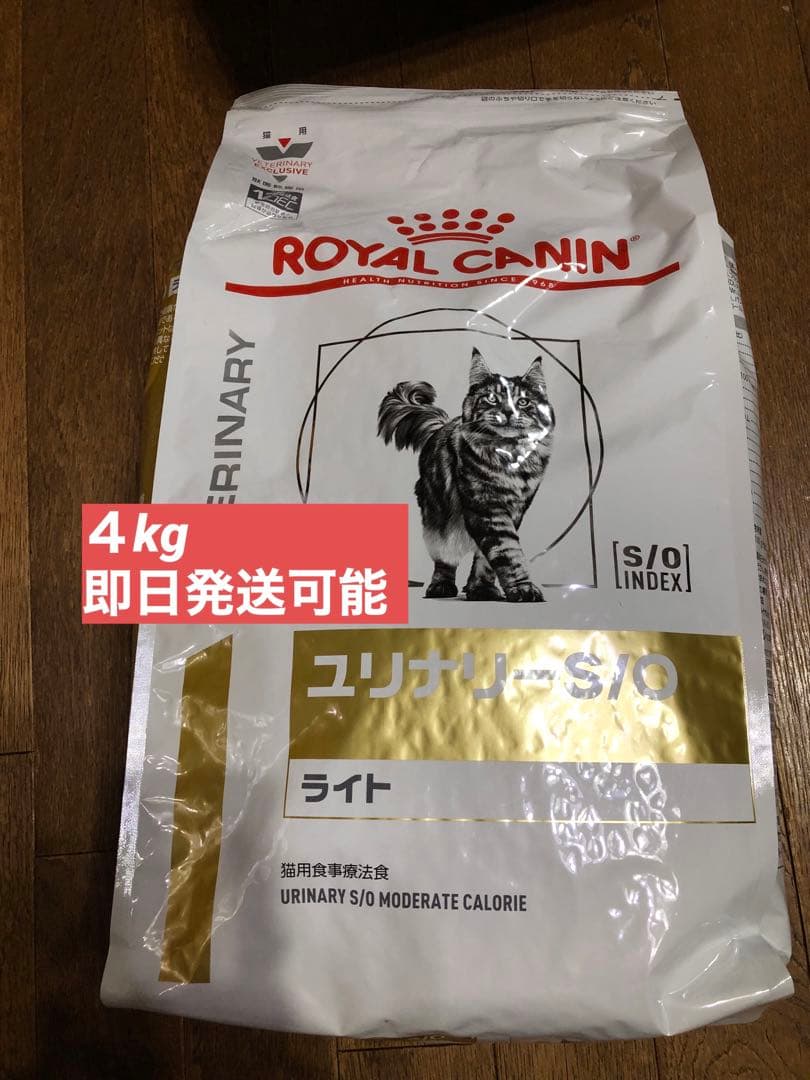 猫 用
VETERINARY
EXCLUSIVE
ROYAL CANIN
HEALTH NUTRITION SINCE 1968
ERINARY
４kg
即日発送可能
[S/O
INDEX]
ユリナリーS/O
ライト
猫用食事療法食
URINARY S/O MODERATE CALORIE